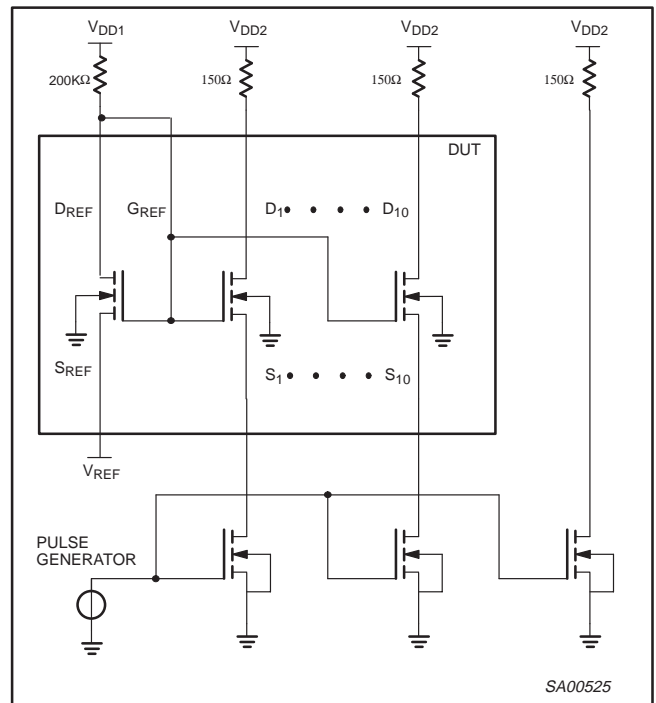 VDD1 VDD2 VDD2 VDD2
200KΩ 150Ω 150Ω 150Ω
DUT
DREF GREF D1 • • • • D10
SREF S1 • • • • S10
VREF
PULSE
GENERATOR
SA00525